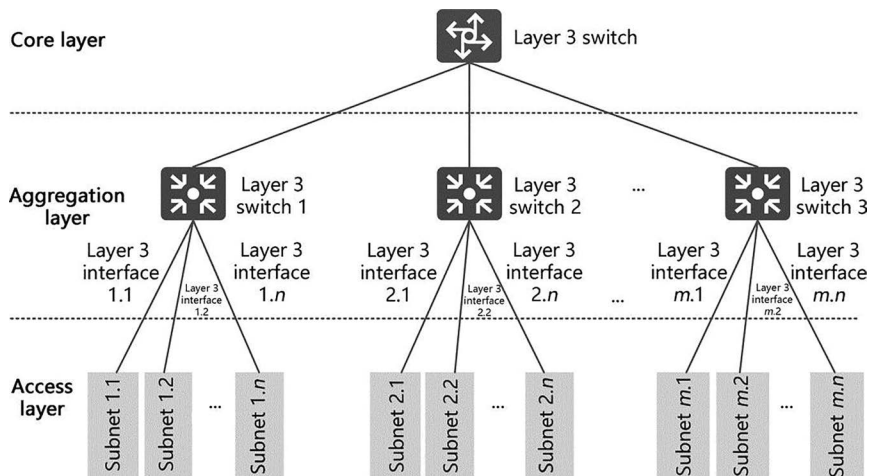 Core layer
Layer 3 switch
Aggregation
layer
Layer 3
switch 1
Layer 3
switch 2
...
Layer 3
switch 3
Layer 3
interface
1.1
Layer 3
interface
1.2
Layer 3
interface
1.n
Layer 3
interface
2.1
Layer 3
interface
2.2
Layer 3
interface
2.n
...
Layer 3
interface
m.1
Layer 3
interface
m.2
Layer 3
interface
m.n
Access
layer
Subnet 1.1
Subnet 1.2
...
Subnet 1.n
Subnet 2.1
Subnet 2.2
...
Subnet 2.n
...
Subnet m.1
Subnet m.2
...
Subnet m.n